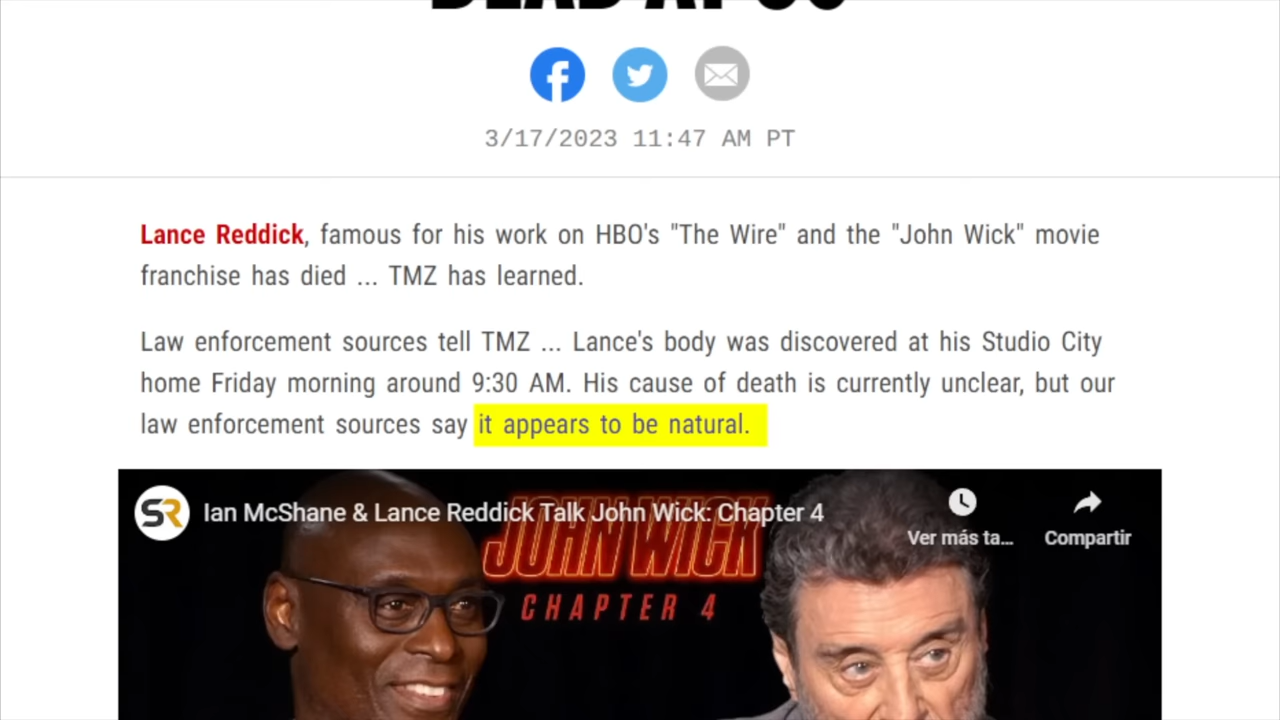 3/17/2023 11:47 AM PT
Lance Reddick, famous for his work on HBO's "The Wire" and the "John Wick" movie
franchise has died ... TMZ has learned.
Law enforcement sources tell TMZ ... Lance's body was discovered at his Studio City
home Friday morning around 9:30 AM. His cause of death is currently unclear, but our
law enforcement sources say it appears to be natural.
SR
Ian McShane & Lance Reddick Talk John Wick: Chapter 4
Ver más ta...
Compartir
JOHN WICK
CHAPTER 4